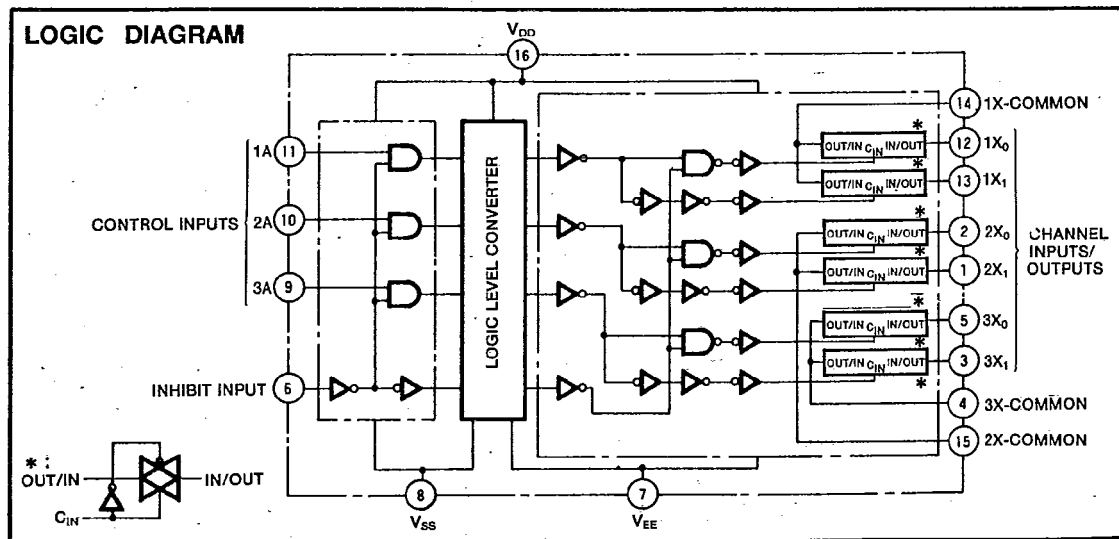 LOGIC DIAGRAM
VDD
16
14 1X-COMMON
1A 11
OUT/IN CIN IN/OUT * 12 1X0
OUT/IN CIN IN/OUT * 13 1X1
CONTROL INPUTS
2A 10
LOGIC LEVEL CONVERTER
OUT/IN CIN IN/OUT * 2 2X0
CHANNEL
INPUTS/
OUTPUTS
OUT/IN CIN IN/OUT * 1 2X1
3A 9
OUT/IN CIN IN/OUT * 5 3X0
OUT/IN CIN IN/OUT * 3 3X1
*
INHIBIT INPUT 6
4 3X-COMMON
15 2X-COMMON
* :
OUT/IN IN/OUT
CIN
8
VSS
7
VEE